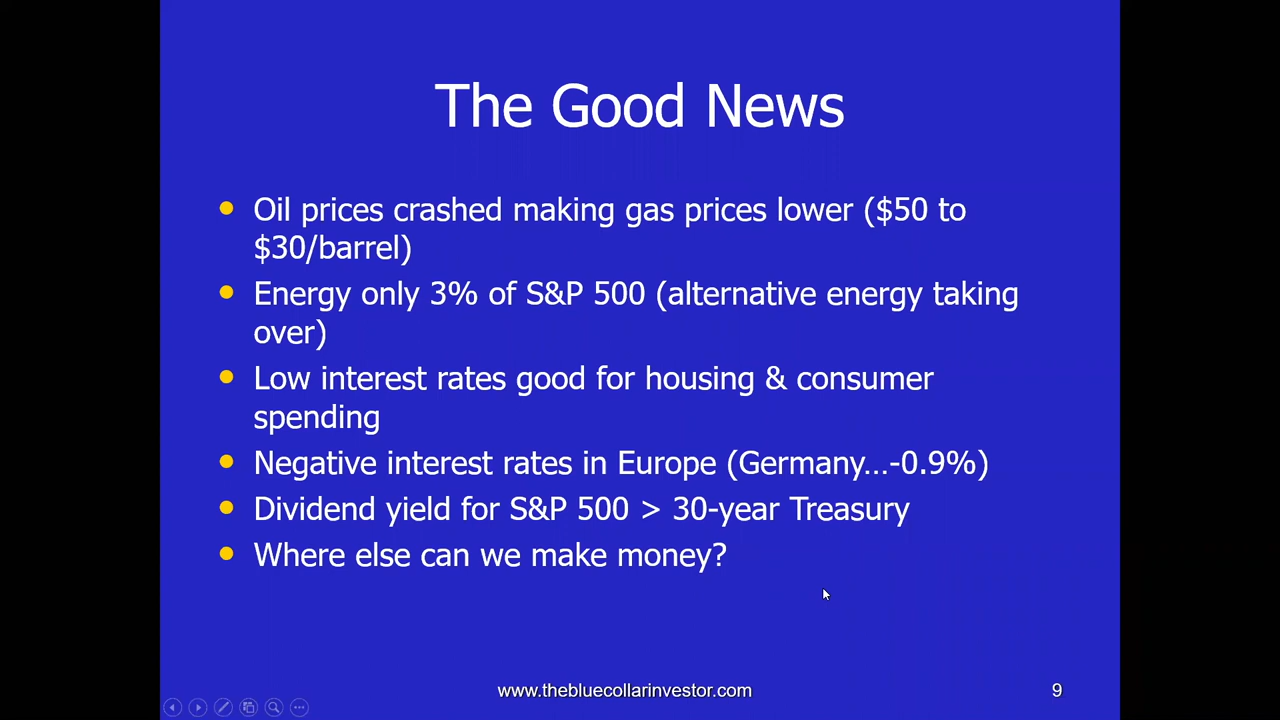 The Good News
Oil prices crashed making gas prices lower ($50 to
$30/barrel)
Energy only 3% of S&P 500 (alternative energy taking
over)
Low interest rates good for housing & consumer
spending
Negative interest rates in Europe (Germany...-0.9%)
Dividend yield for S&P 500 > 30-year Treasury
Where else can we make money?
www.thebluecollarinvestor.com
9